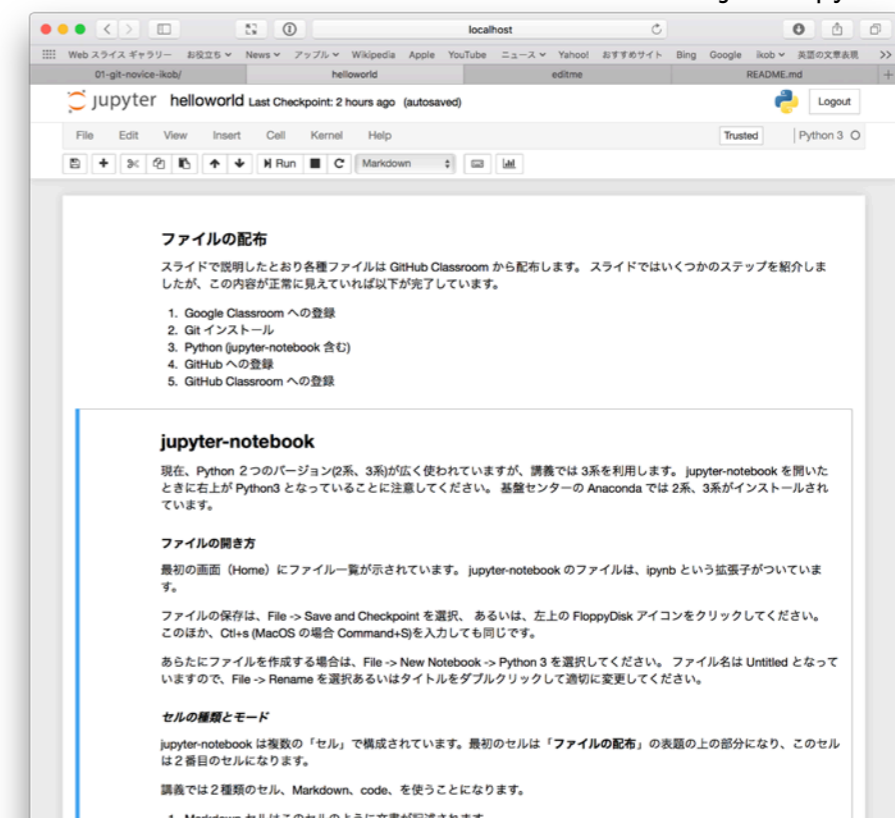 localhost
Web スライス ギャラリー お役立ち News アップル Wikipedia Apple YouTube ニュース Yahoo! おすすめサイト Bing Google ikob 英語の文章表現 >>
01-git-novice-ikob/ helloworld editme README.md +
jupyter helloworld Last Checkpoint: 2 hours ago (autosaved) Logout
File Edit View Insert Cell Kernel Help Trusted Python 3
Run Markdown
ファイルの配布
スライドで説明したとおり各種ファイルは GitHub Classroom から配布します。 スライドではいくつかのステップを紹介しま
したが、この内容が正常に見えていれば以下が完了しています。
1. Google Classroom への登録
2. Git インストール
3. Python (jupyter-notebook 含む)
4. GitHub への登録
5. GitHub Classroom への登録
jupyter-notebook
現在、Python ２つのバージョン(2系、3系)が広く使われていますが、講義では 3系を利用します。 jupyter-notebook を開いた
ときに右上が Python3 となっていることに注意してください。 基盤センターの Anaconda では 2系、3系がインストールされ
ています。
ファイルの開き方
最初の画面（Home）にファイル一覧が示されています。 jupyter-notebook のファイルは、ipynb という拡張子がついていま
す。
ファイルの保存は、File -> Save and Checkpoint を選択、 あるいは、左上の FloppyDisk アイコンをクリックしてください。
このほか、Ctl+s (MacOS の場合 Command+S)を入力しても同じです。
あらたにファイルを作成する場合は、File -> New Notebook -> Python 3 を選択してください。 ファイル名は Untitled となって
いますので、File -> Rename を選択あるいはタイトルをダブルクリックして適切に変更してください。
セルの種類とモード
jupyter-notebook は複数の「セル」で構成されています。最初のセルは「ファイルの配布」の表題の上の部分になり、このセル
は２番目のセルになります。
講義では２種類のセル、Markdown、code、を使うことになります。
1. Markdown セルはこのセルのように文書が記述されます